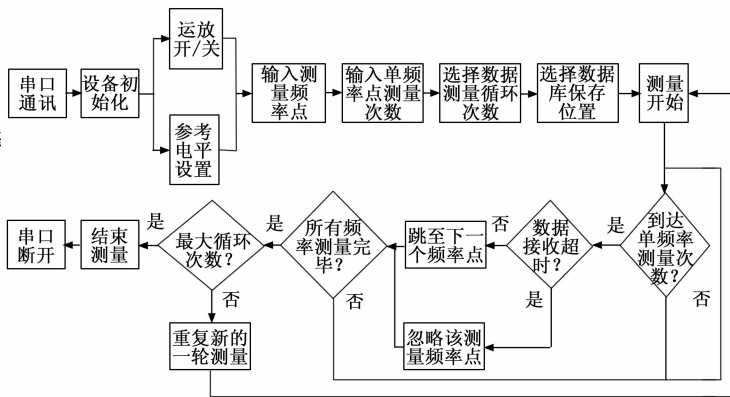 串口
通讯
设备初
始化
运放
开/关
参考
电平
设置
输入测
量频
率点
输入单频
率点测量
次数
选择数据
测量循环
次数
选择数据
库保存
位置
测量
开始
到达
单频率
测量次
数?
是
否
数据
接收超
时?
否
是
跳至下一
个频率点
忽略该测
量频率点
所有频
率测量完
毕?
是
否
最大循环
次数?
是
否
结束
测量
串口
断开
重复新的
一轮测量